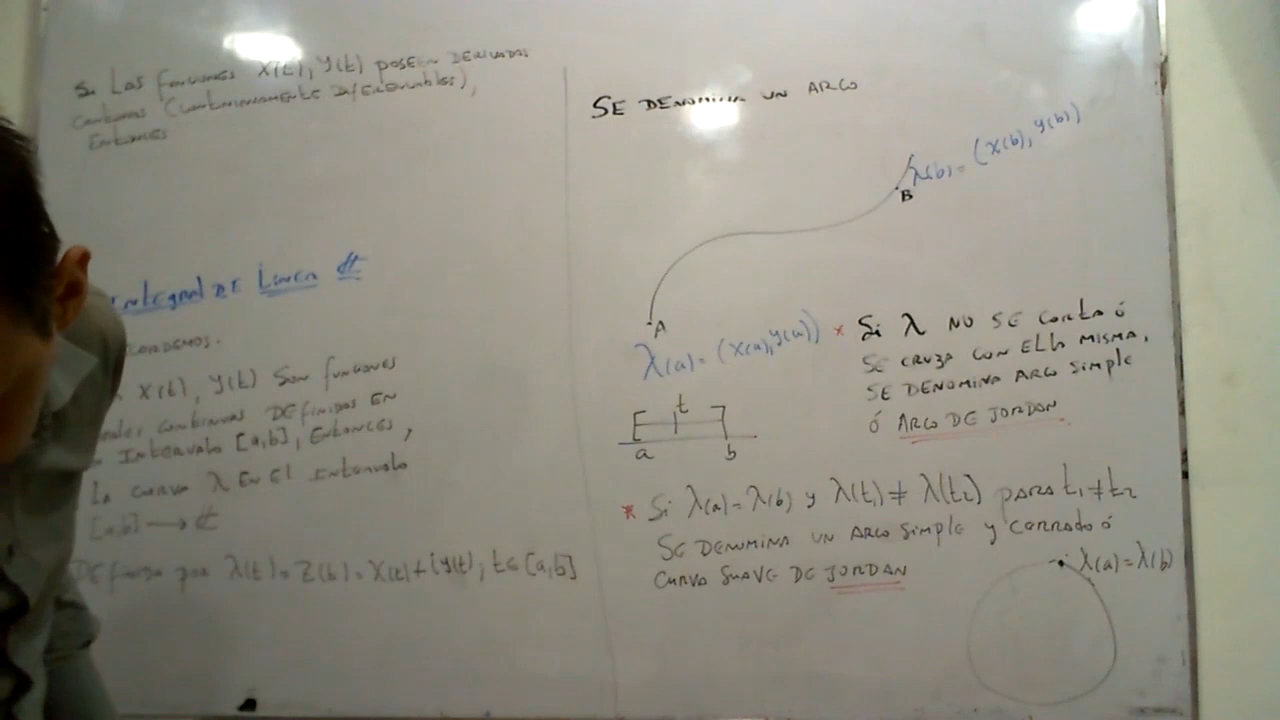 Si Las funciones X(t), Y(t) poseen DERIVADAS
continuas (continuamente Diferenciables),
Entonces
Integral DE Linea ₡
CORDEMOS.
X(t), Y(t) Son funciones
reales continuas DEfinidas EN
Intervalo [a,b], ENTONCES,
La curva λ EN El intervalo
[a,b] → ₡
DEfinida por λ(t) = Z(t) = X(t) + iY(t), t∈[a,b]
SE DENOMINA UN ARCO
λ(b) = (X(b), Y(b))
B
A
λ(a) = (X(a), Y(a))
t
a b
* Si λ NO SE CORTA ó
SE CRUZA CON ELLA MISMA,
SE DENOMINA ARCO Simple
ó ARCO DE JORDAN
* Si λ(a) = λ(b) y λ(t₁) ≠ λ(t₂) PARA t₁ ≠ t₂
SE DENOMINA UN ARCO Simple y CERRADO ó
CURVA SUAVE DE JORDAN
λ(a) = λ(b)